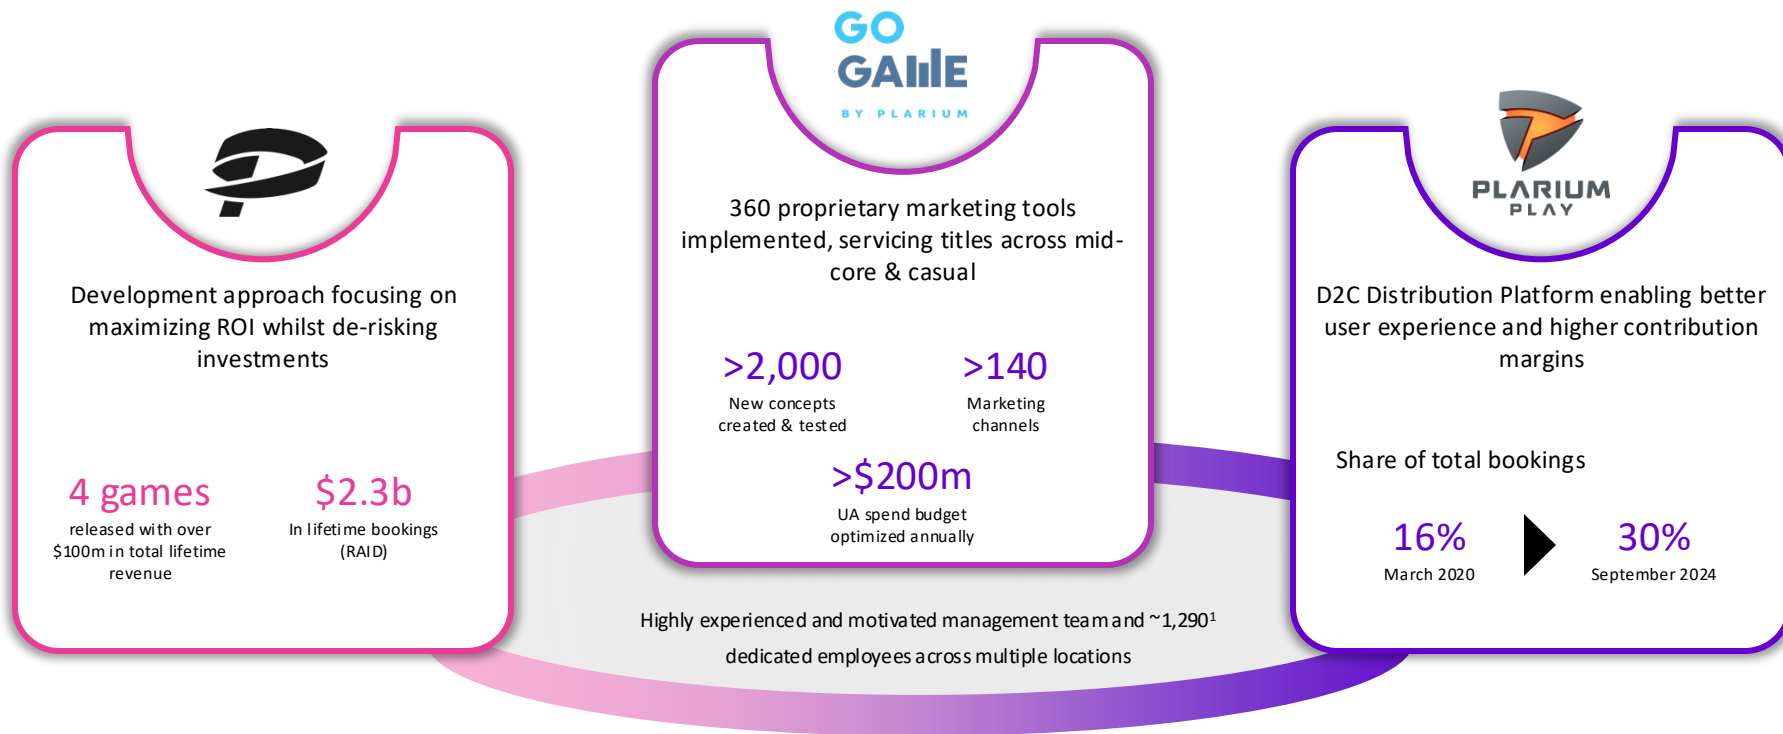 Development approach focusing on
maximizing ROI whilst de-risking
investments
4 games
released with over
$100m in total lifetime
revenue
$2.3b
In lifetime bookings
(RAID)
GO
GAME
BY PLARIUM
360 proprietary marketing tools
implemented, servicing titles across mid-
core & casual
>2,000
New concepts
created & tested
>140
Marketing
channels
>$200m
UA spend budget
optimized annually
PLARIUM
PLAY
D2C Distribution Platform enabling better
user experience and higher contribution
margins
Share of total bookings
16%
March 2020
30%
September 2024
Highly experienced and motivated management team and ~1,290¹
dedicated employees across multiple locations